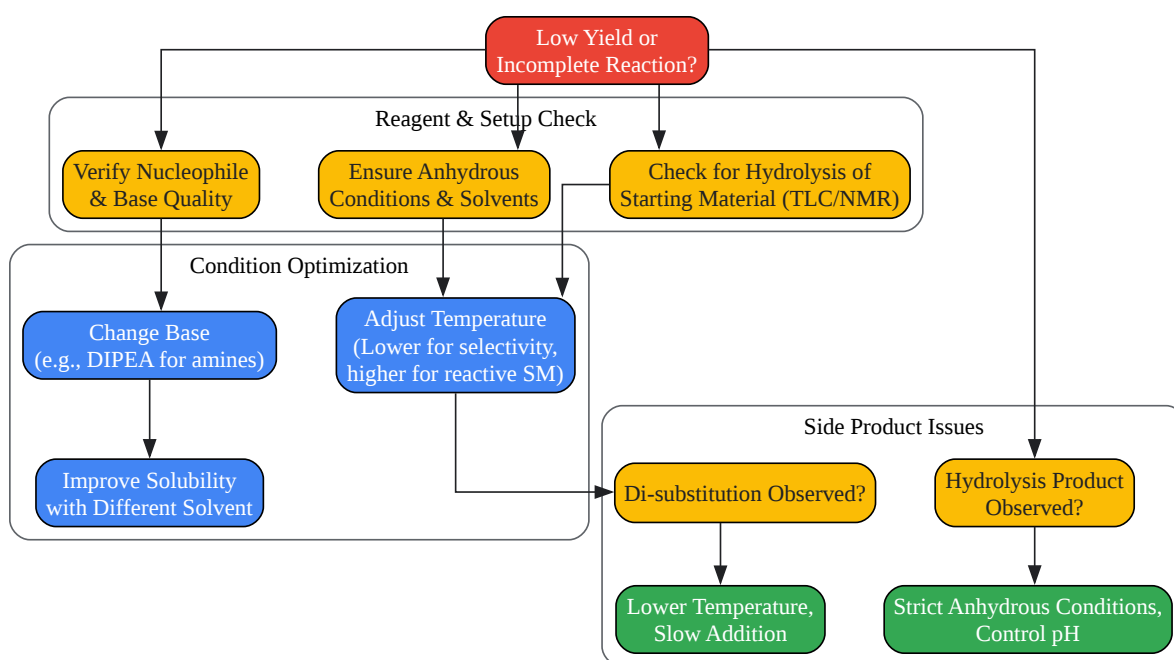 Low Yield or
Incomplete Reaction?
Reagent & Setup Check
Verify Nucleophile
& Base Quality
Ensure Anhydrous
Conditions & Solvents
Check for Hydrolysis of
Starting Material (TLC/NMR)
Condition Optimization
Change Base
(e.g., DIPEA for amines)
Adjust Temperature
(Lower for selectivity,
higher for reactive SM)
Improve Solubility
with Different Solvent
Side Product Issues
Di-substitution Observed?
Hydrolysis Product
Observed?
Lower Temperature,
Slow Addition
Strict Anhydrous Conditions,
Control pH